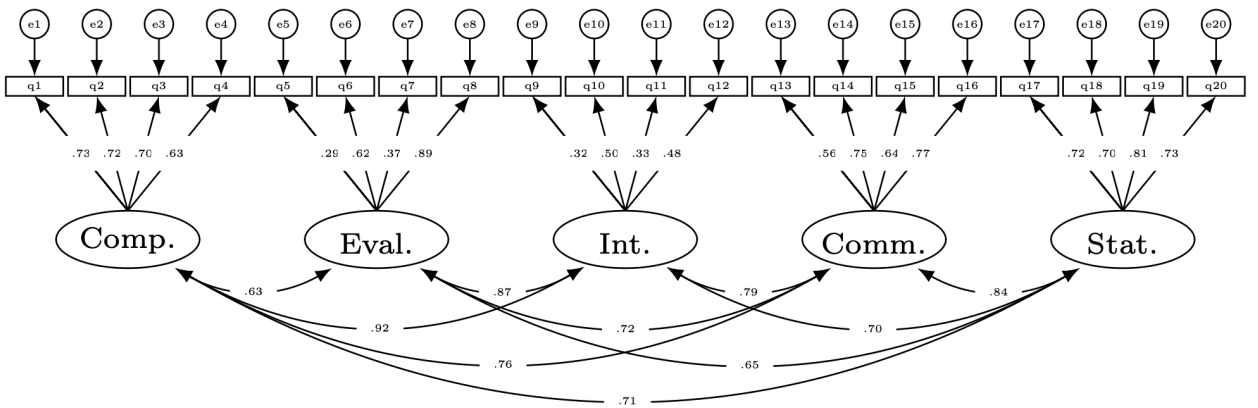 e1 e2 e3 e4 e5 e6 e7 e8 e9 e10 e11 e12 e13 e14 e15 e16 e17 e18 e19 e20
q1 q2 q3 q4 q5 q6 q7 q8 q9 q10 q11 q12 q13 q14 q15 q16 q17 q18 q19 q20
.73 .72 .70 .63 .29 .62 .37 .89 .32 .50 .33 .48 .56 .75 .64 .77 .72 .70 .81 .73
Comp. Eval. Int. Comm. Stat.
.63 .87 .79 .84
.92 .72 .70
.76 .65
.71